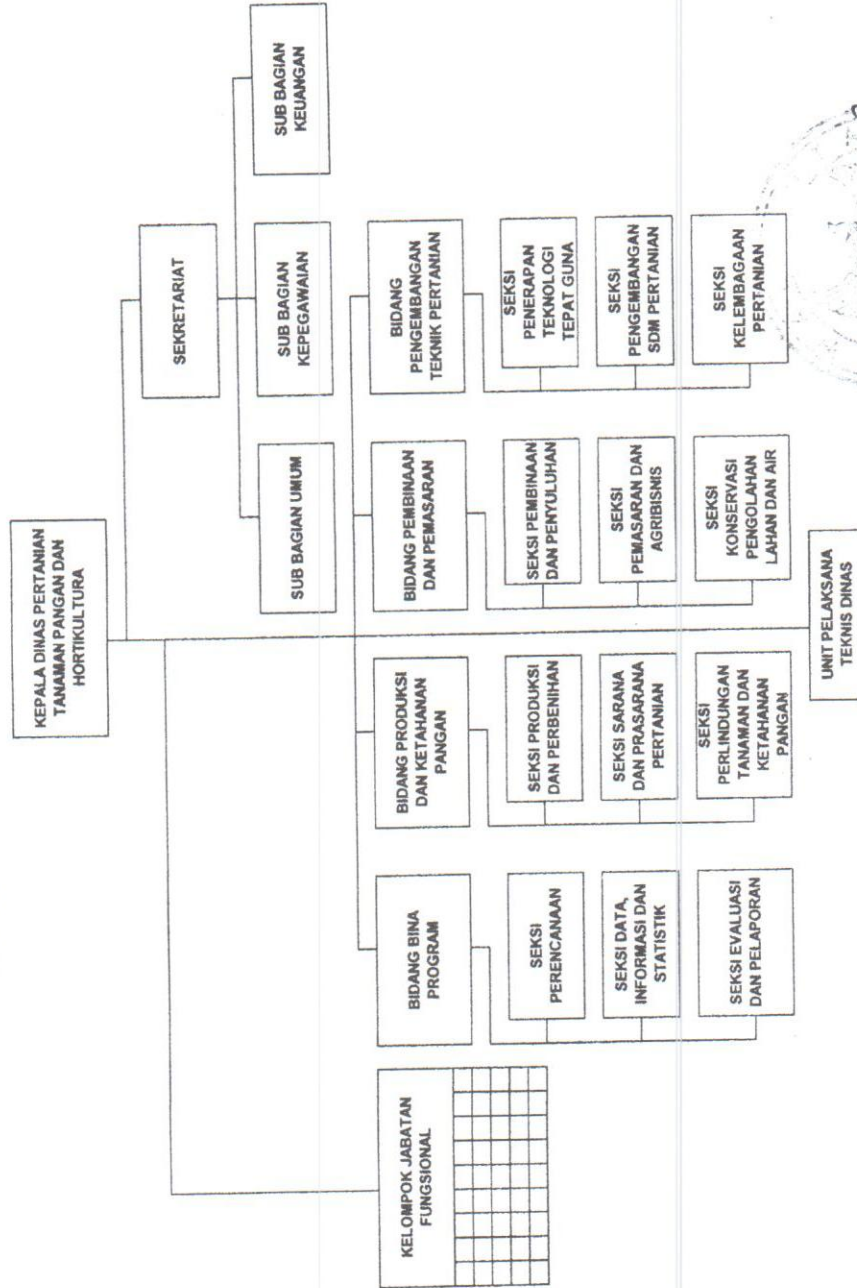 KEPALA DINAS PERTANIAN
TANAMAN PANGAN DAN
HORTIKULTURA
SEKRETARIAT
SUB BAGIAN UMUM
SUB BAGIAN
KEPEGAWAIAN
SUB BAGIAN
KEUANGAN
KELOMPOK JABATAN
FUNGSIONAL
BIDANG BINA
PROGRAM
SEKSI
PERENCANAAN
SEKSI DATA,
INFORMASI DAN
STATISTIK
SEKSI EVALUASI
DAN PELAPORAN
BIDANG PRODUKSI
DAN KETAHANAN
PANGAN
SEKSI PRODUKSI
DAN PERBENIHAN
SEKSI SARANA
DAN PRASARANA
PERTANIAN
SEKSI
PERLINDUNGAN
TANAMAN DAN
KETAHANAN
PANGAN
BIDANG PEMBINAAN
DAN PEMASARAN
SEKSI PEMBINAAN
DAN PENYULUHAN
SEKSI
PEMASARAN DAN
AGRIBISNIS
SEKSI
KONSERVASI
PENGOLAHAN
LAHAN DAN AIR
BIDANG
PENGEMBANGAN
TEKNIK PERTANIAN
SEKSI
PENERAPAN
TEKNOLOGI
TEPAT GUNA
SEKSI
PENGEMBANGAN
SDM PERTANIAN
SEKSI
KELEMBAGAAN
PERTANIAN
UNIT PELAKSANA
TEKNIS DINAS